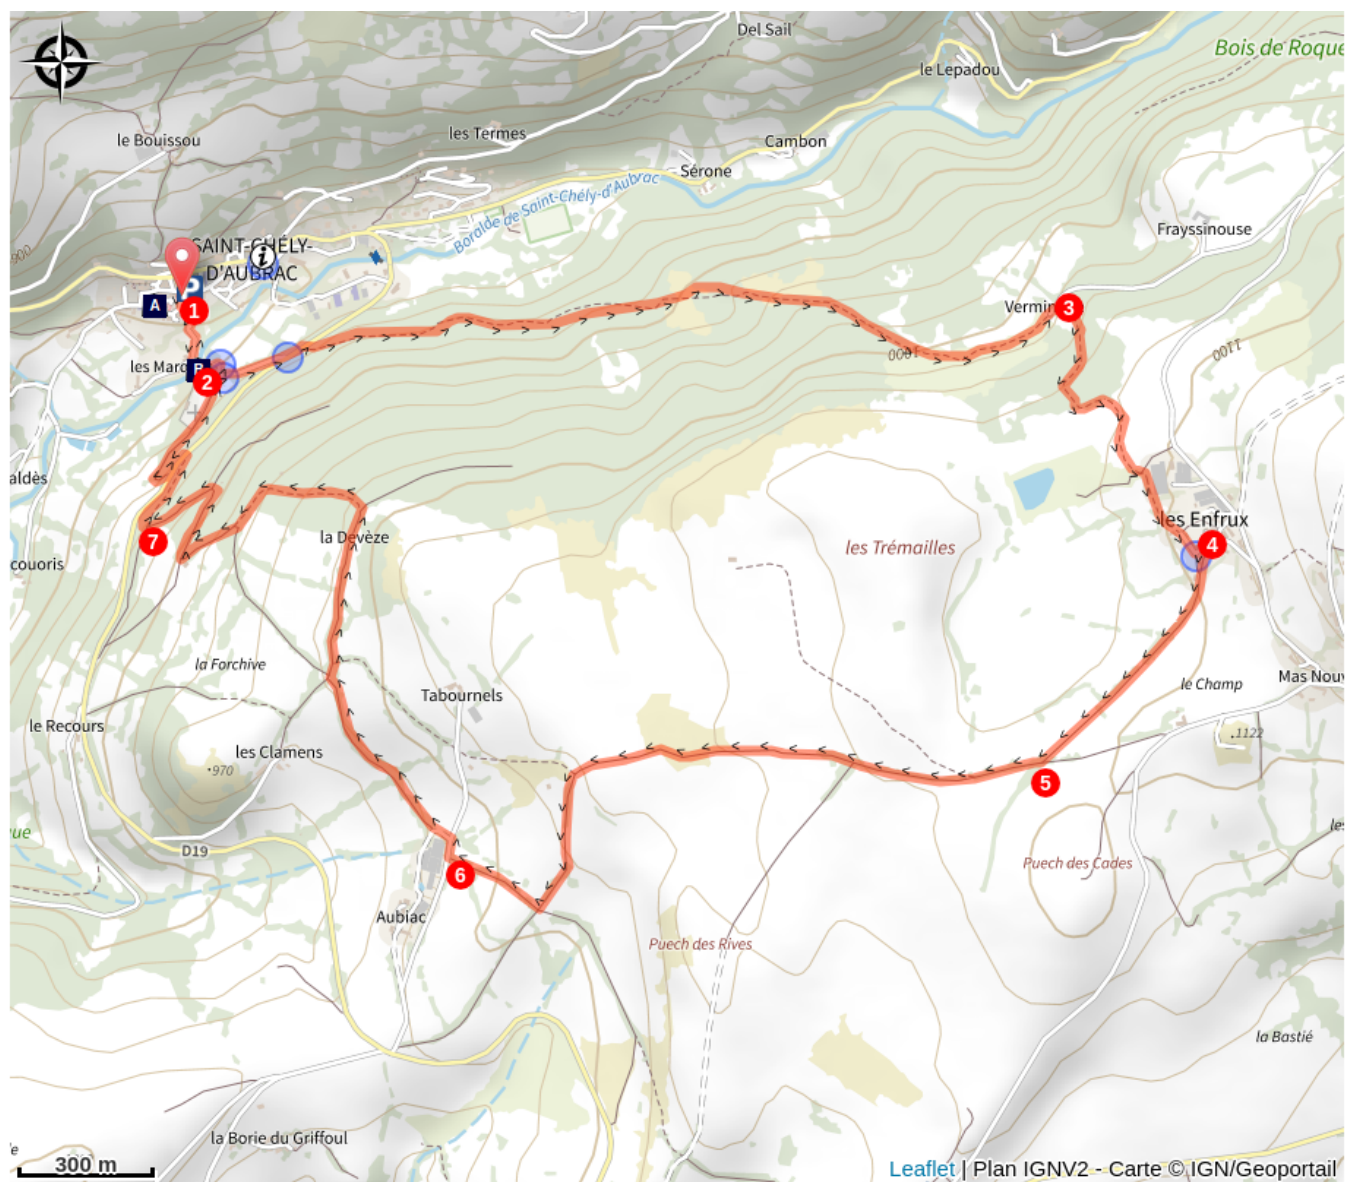 Del Sail
Bois de Roque
le Lepadou
les Termes
le Bouissou
Cambon
Sérone
Boralde de Saint-Chély-d'Aubrac
Frayssinouse
900
SAINT-CHÉLY-
D'AUBRAC
i
P
A
1
Vermin
3
1000
1100
les Mar
B
2
aldès
les Enfrux
4
la Devèze
7
les Trémailles
couoris
la Forchive
Tabournels
le Champ
Mas Nouv
le Recours
les Clamens
1122
970
5
D19
6
Puech des Cades
Aubiac
Puech des Rives
la Bastié
la Borie du Griffoul
300 m
Leaflet | Plan IGNV2 - Carte © IGN/Geoportail